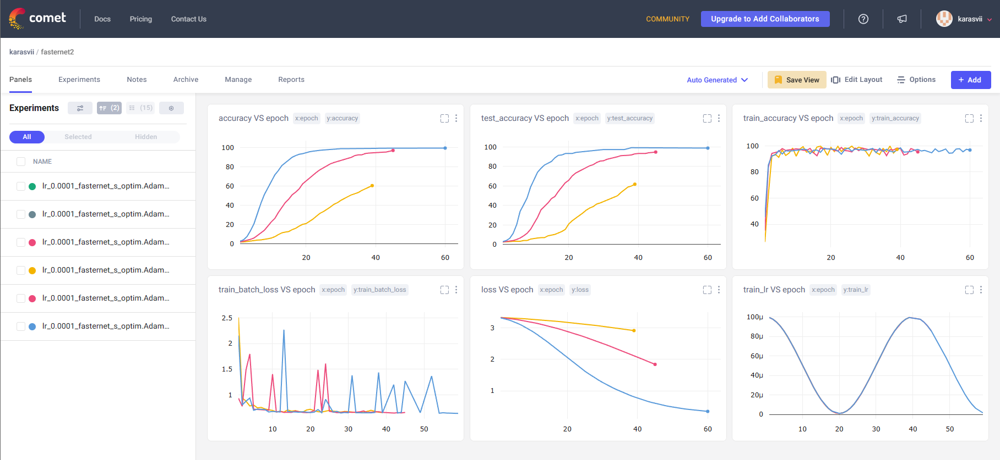 comet Docs Pricing Contact Us COMMUNITY Upgrade to Add Collaborators karasvii
karasvii / fasternet2
Panels Experiments Notes Archive Manage Reports Auto Generated Save View Edit Layout Options + Add
Experiments (2) (15)
All Selected Hidden
NAME
lr_0.0001_fasternet_s_optim.Adam...
lr_0.0001_fasternet_s_optim.Adam...
lr_0.0001_fasternet_s_optim.Adam...
lr_0.0001_fasternet_s_optim.Adam...
lr_0.0001_fasternet_s_optim.Adam...
lr_0.0001_fasternet_s_optim.Adam...
accuracy VS epoch x:epoch y:accuracy
100
80
60
40
20
0
20 40 60
test_accuracy VS epoch x:epoch y:test_accuracy
100
80
60
40
20
0
20 40 60
train_accuracy VS epoch x:epoch y:train_accuracy
100
80
60
40
20 40 60
train_batch_loss VS epoch x:epoch y:train_batch_loss
2.5
2
1.5
1
10 20 30 40 50
loss VS epoch x:epoch y:loss
3
2
1
20 40 60
train_lr VS epoch x:epoch y:train_lr
100μ
80μ
60μ
40μ
20μ
0
10 20 30 40 50